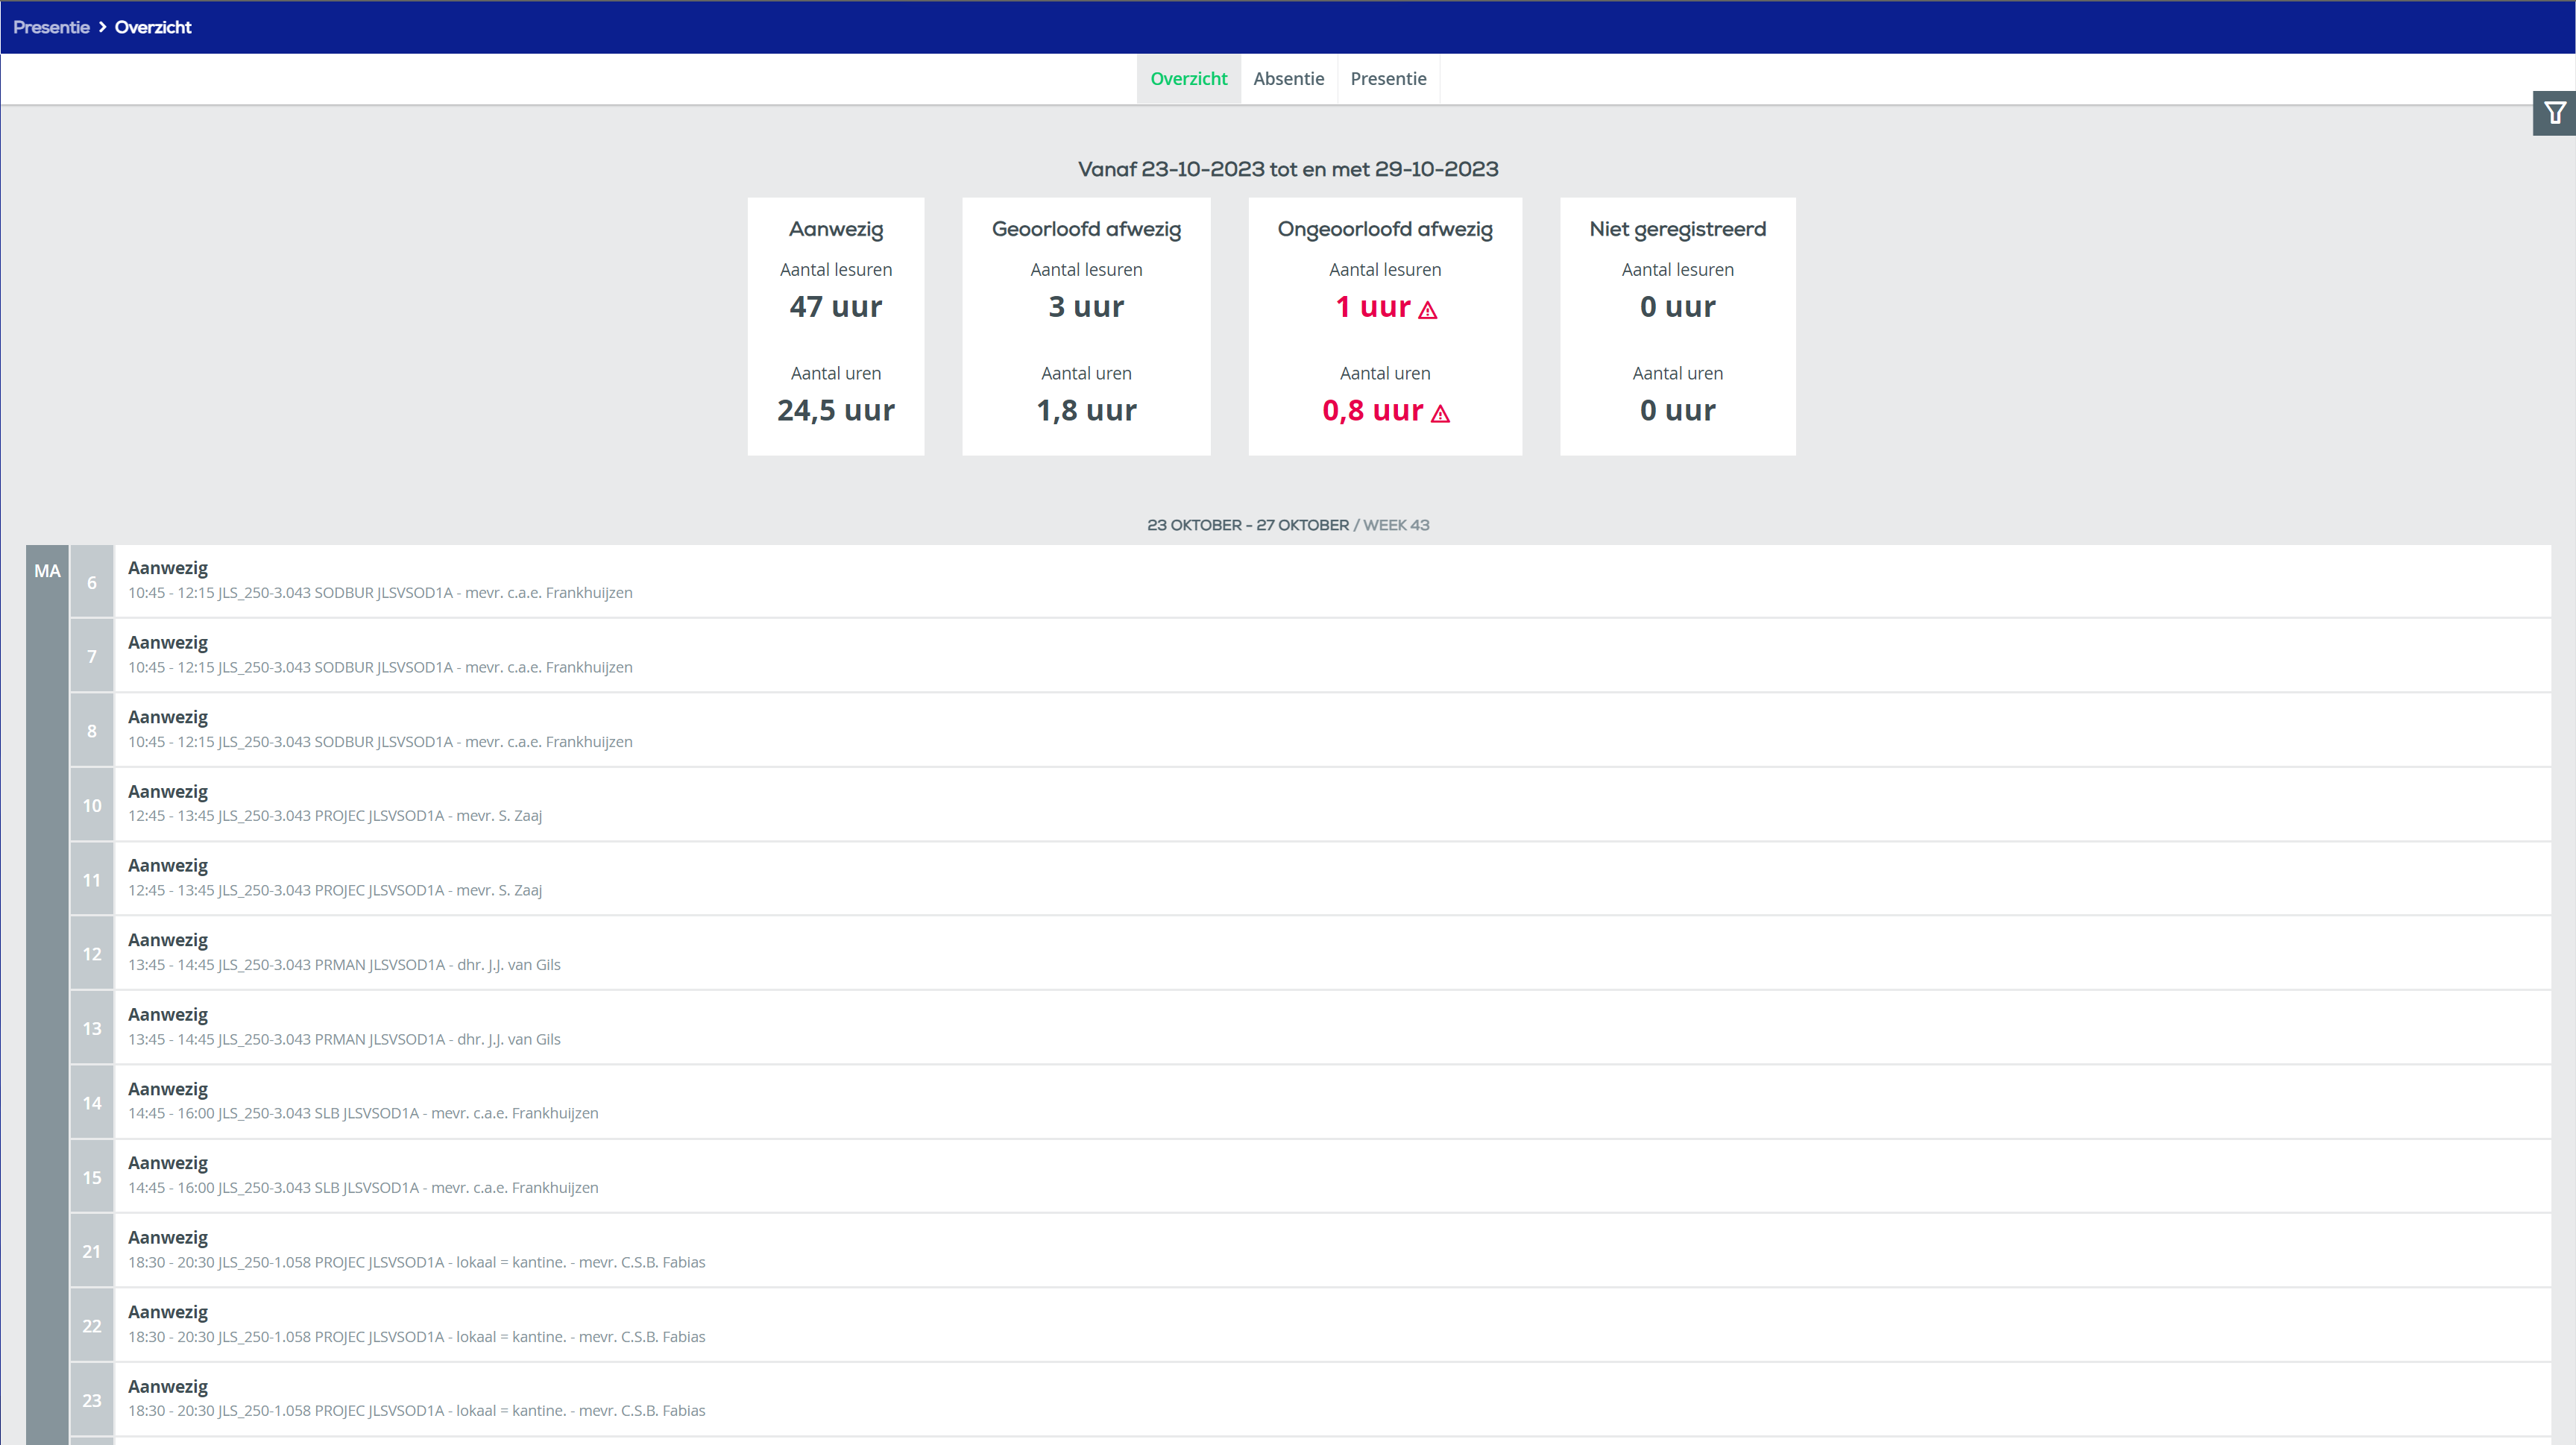 Presentie > Overzicht
Overzicht Absentie Presentie
Vanaf 23-10-2023 tot en met 29-10-2023
Aanwezig
Aantal lesuren
47 uur
Aantal uren
24,5 uur
Geoorloofd afwezig
Aantal lesuren
3 uur
Aantal uren
1,8 uur
Ongeoorloofd afwezig
Aantal lesuren
1 uur
Aantal uren
0,8 uur
Niet geregistreerd
Aantal lesuren
0 uur
Aantal uren
0 uur
23 OKTOBER - 27 OKTOBER / WEEK 43
MA
6
Aanwezig
10:45 - 12:15 JLS_250-3.043 SODBUR JLSVSOD1A - mevr. c.a.e. Frankhuijzen
7
Aanwezig
10:45 - 12:15 JLS_250-3.043 SODBUR JLSVSOD1A - mevr. c.a.e. Frankhuijzen
8
Aanwezig
10:45 - 12:15 JLS_250-3.043 SODBUR JLSVSOD1A - mevr. c.a.e. Frankhuijzen
10
Aanwezig
12:45 - 13:45 JLS_250-3.043 PROJEC JLSVSOD1A - mevr. S. Zaaj
11
Aanwezig
12:45 - 13:45 JLS_250-3.043 PROJEC JLSVSOD1A - mevr. S. Zaaj
12
Aanwezig
13:45 - 14:45 JLS_250-3.043 PRMAN JLSVSOD1A - dhr. J.J. van Gils
13
Aanwezig
13:45 - 14:45 JLS_250-3.043 PRMAN JLSVSOD1A - dhr. J.J. van Gils
14
Aanwezig
14:45 - 16:00 JLS_250-3.043 SLB JLSVSOD1A - mevr. c.a.e. Frankhuijzen
15
Aanwezig
14:45 - 16:00 JLS_250-3.043 SLB JLSVSOD1A - mevr. c.a.e. Frankhuijzen
21
Aanwezig
18:30 - 20:30 JLS_250-1.058 PROJEC JLSVSOD1A - lokaal = kantine. - mevr. C.S.B. Fabias
22
Aanwezig
18:30 - 20:30 JLS_250-1.058 PROJEC JLSVSOD1A - lokaal = kantine. - mevr. C.S.B. Fabias
23
Aanwezig
18:30 - 20:30 JLS_250-1.058 PROJEC JLSVSOD1A - lokaal = kantine. - mevr. C.S.B. Fabias